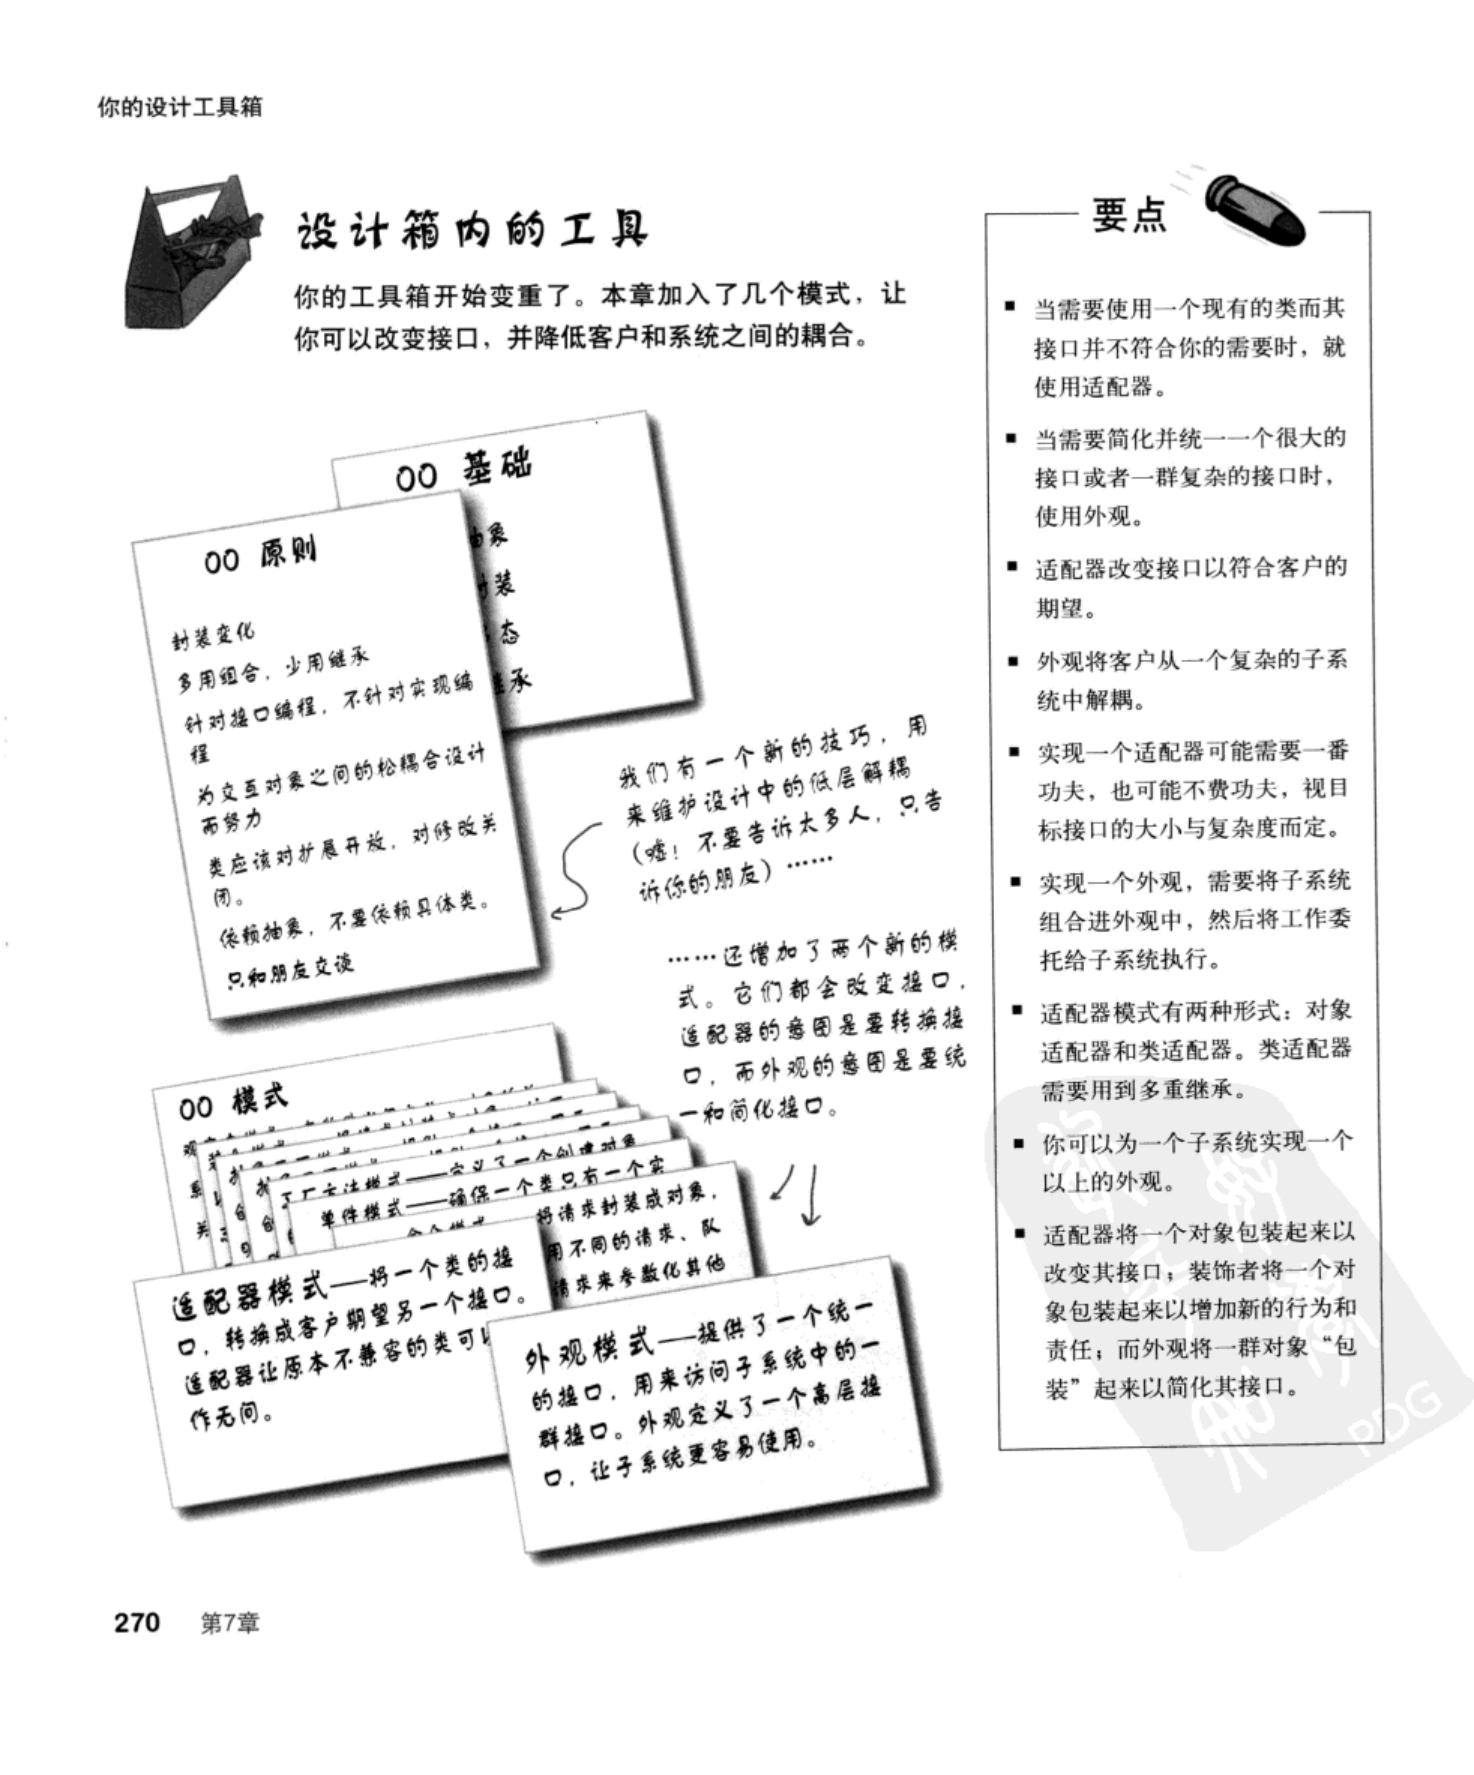 你的设计工具箱
设计箱内的工具
你的工具箱开始变重了。本章加入了几个模式，让
你可以改变接口，并降低客户和系统之间的耦合。
OO 基础
抽象
封装
继承
OO 原则
封装变化
多用组合，少用继承
针对接口编程，不针对实现编
程
为交互对象之间的松耦合设计
而努力
类应该对扩展开放，对修改关
闭。
依赖抽象，不要依赖具体类。
只和朋友交谈
我们有一个新的技巧，用
来维护设计中的低层解耦
（嘘！不要告诉太多人，只告
诉你的朋友）……
……还增加了两个新的模
式。它们都会改变接口，
适配器的意图是要转换接
口，而外观的意图是要统
一和简化接口。
OO 模式
工厂方法模式——定义了一个创建对象
单件模式——确保一个类只有一个实
将请求封装成对象，
用不同的请求、队
请求来参数化其他
适配器模式——将一个类的接
口，转换成客户期望另一个接口。
适配器让原本不兼容的类可以
作无间。
外观模式——提供了一个统一
的接口，用来访问子系统中的一
群接口。外观定义了一个高层接
口，让子系统更容易使用。
要点
■ 当需要使用一个现有的类而其
接口并不符合你的需要时，就
使用适配器。
■ 当需要简化并统一一个很大的
接口或者一群复杂的接口时，
使用外观。
■ 适配器改变接口以符合客户的
期望。
■ 外观将客户从一个复杂的子系
统中解耦。
■ 实现一个适配器可能需要一番
功夫，也可能不费功夫，视目
标接口的大小与复杂度而定。
■ 实现一个外观，需要将子系统
组合进外观中，然后将工作委
托给子系统执行。
■ 适配器模式有两种形式：对象
适配器和类适配器。类适配器
需要用到多重继承。
■ 你可以为一个子系统实现一个
以上的外观。
■ 适配器将一个对象包装起来以
改变其接口；装饰者将一个对
象包装起来以增加新的行为和
责任；而外观将一群对象“包
装”起来以简化其接口。
PDG
270 第7章